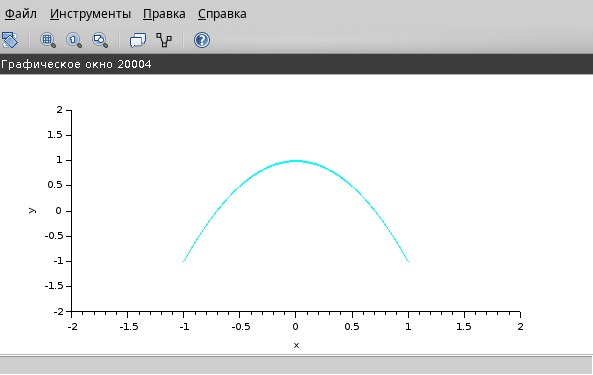 Файл Инструменты Правка Справка
Графическое окно 20004
2
1.5
1
0.5
0
-0.5
-1
-1.5
-2
y
-2 -1.5 -1 -0.5 0 0.5 1 1.5 2
x